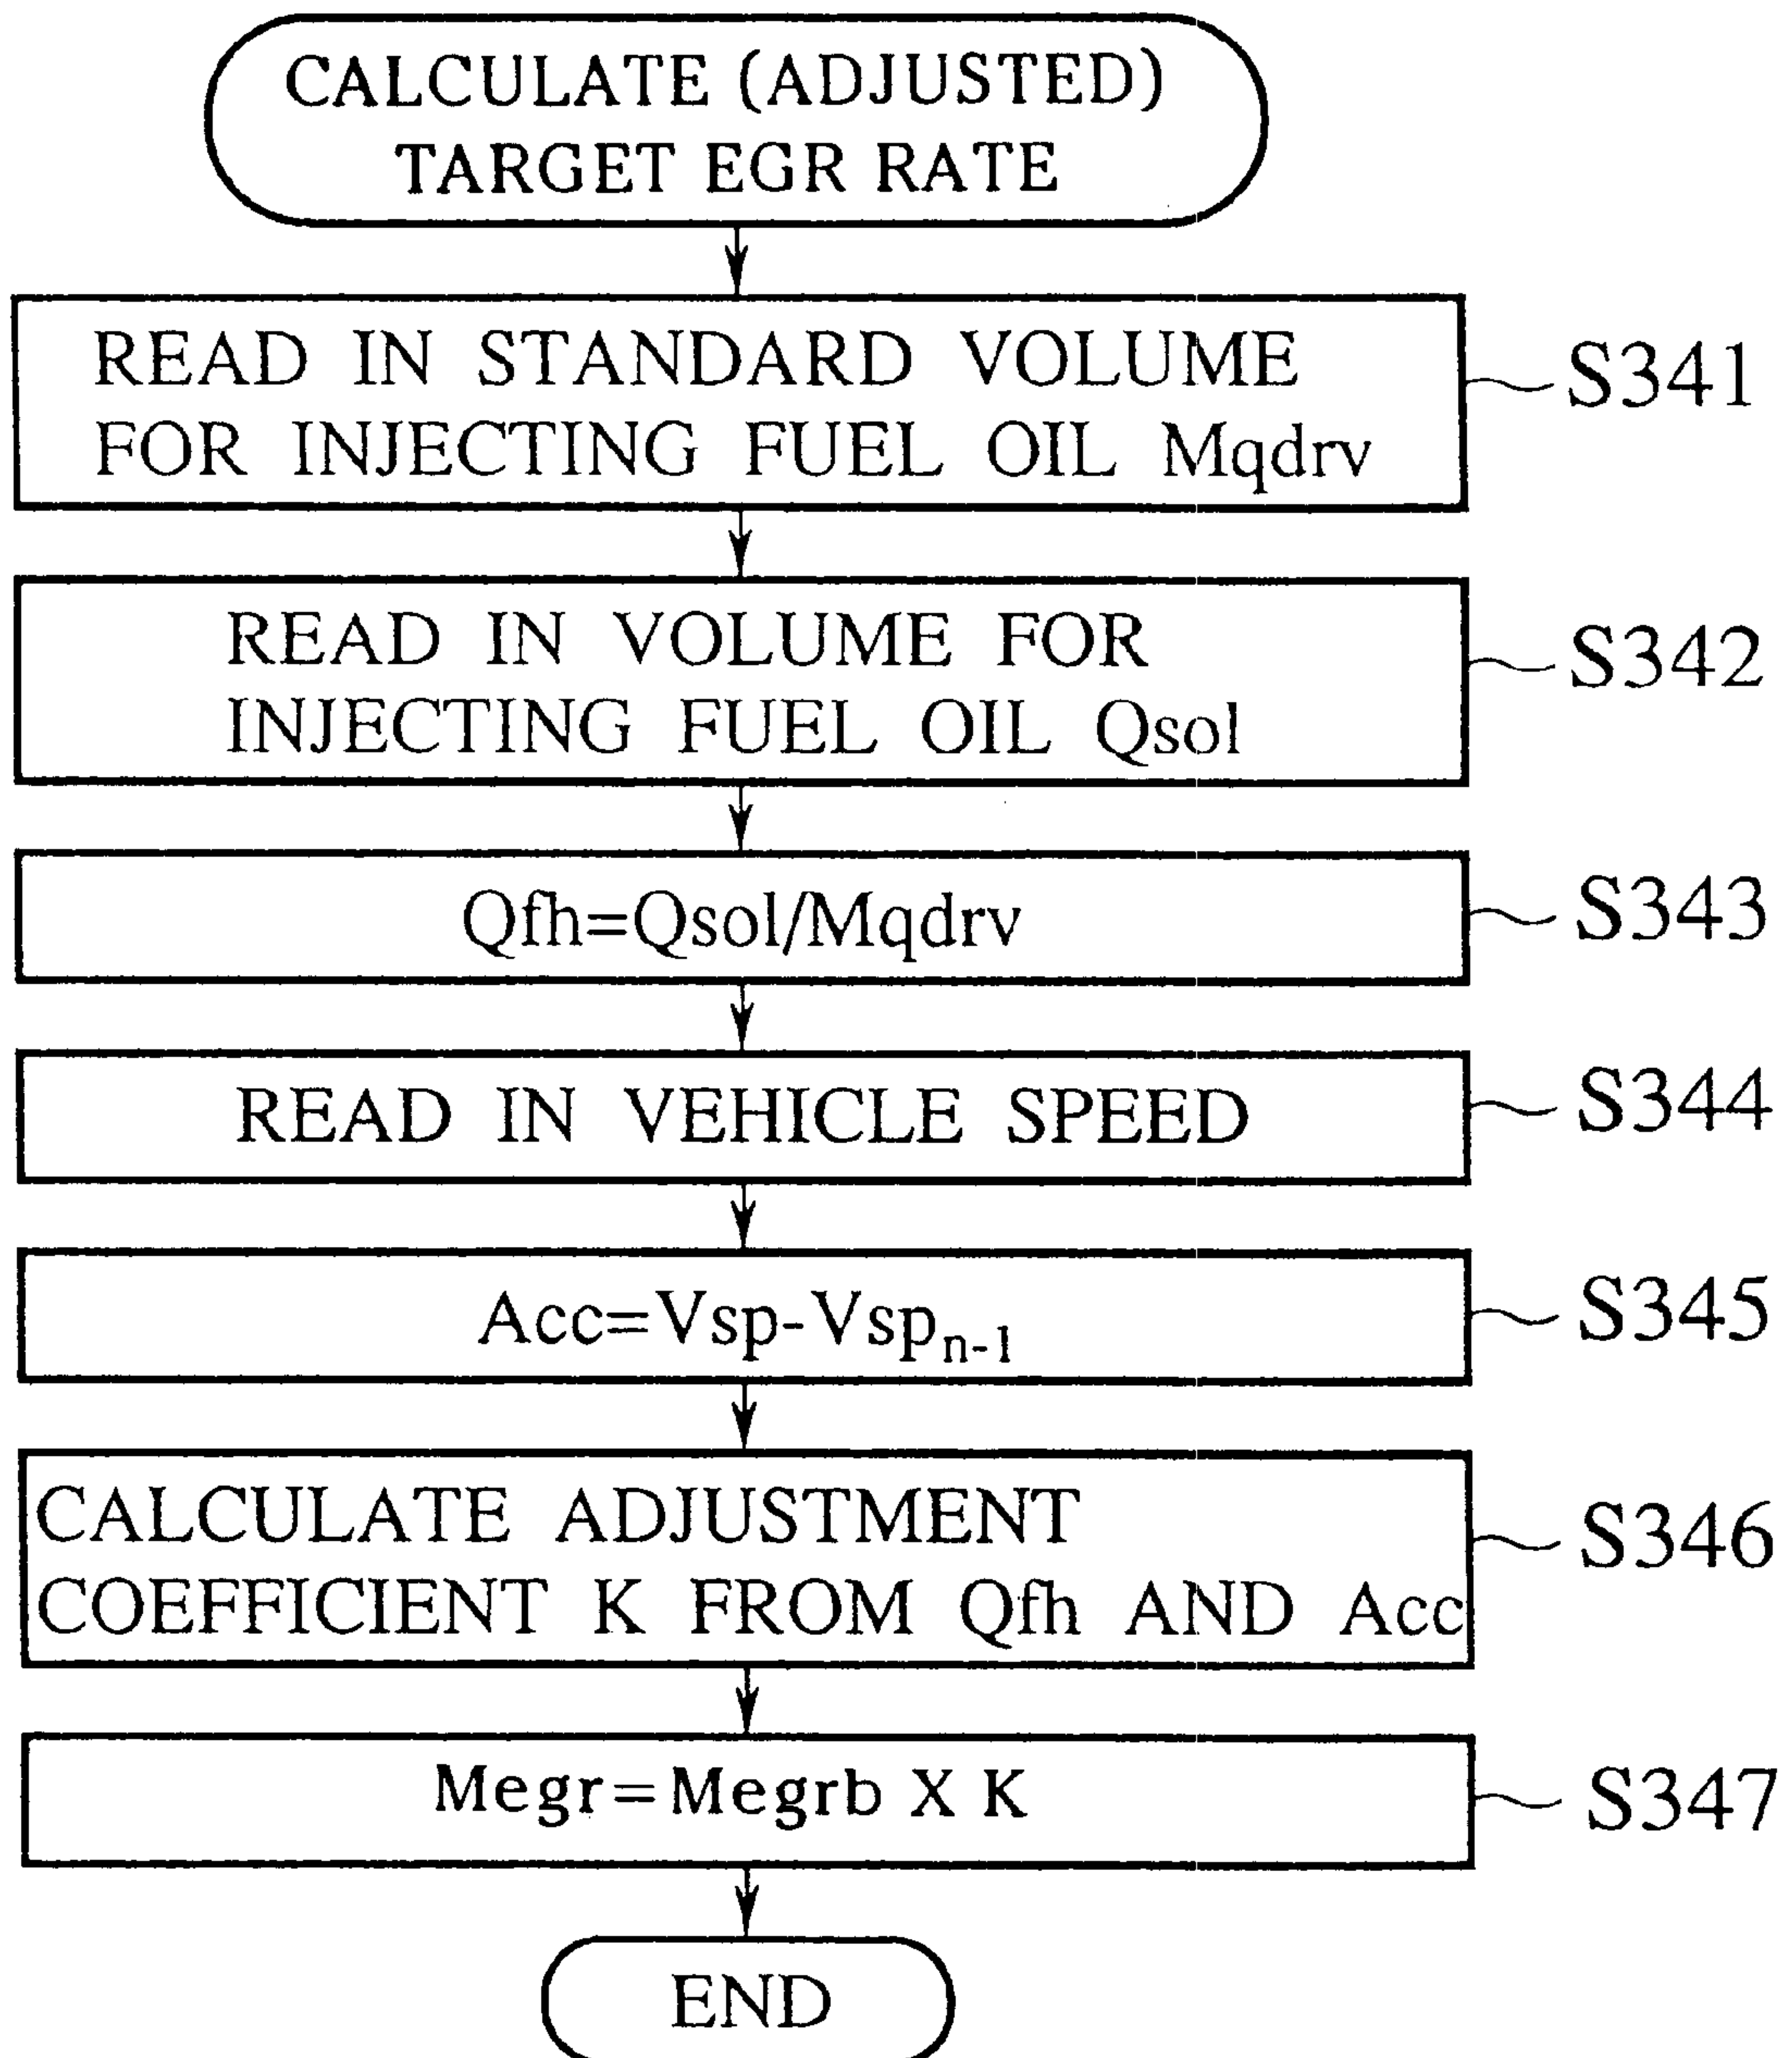 CALCULATE (ADJUSTED)
TARGET EGR RATE
READ IN STANDARD VOLUME
FOR INJECTING FUEL OIL Mqdrv
S341
READ IN VOLUME FOR
INJECTING FUEL OIL Qsol
S342
Qfh=Qsol/Mqdrv
S343
READ IN VEHICLE SPEED
S344
Acc=Vsp-Vspn-1
S345
CALCULATE ADJUSTMENT
COEFFICIENT K FROM Qfh AND Acc
S346
Megr=Megrb X K
S347
END